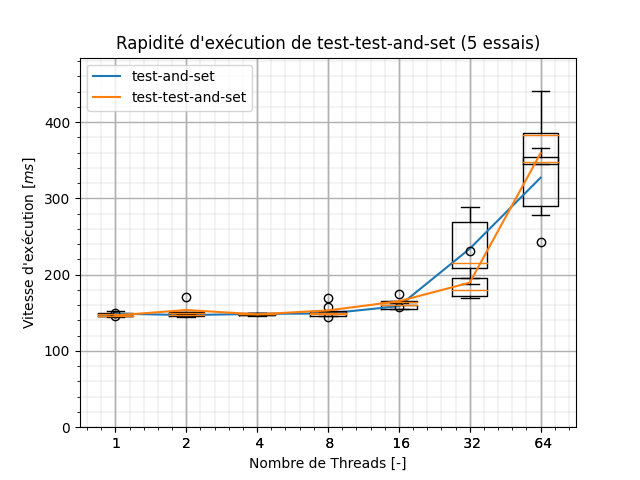 Rapidité d'exécution de test-test-and-set (5 essais)
test-and-set
test-test-and-set
Vitesse d'exécution [ms]
400
300
200
100
0
1 2 4 8 16 32 64
Nombre de Threads [-]